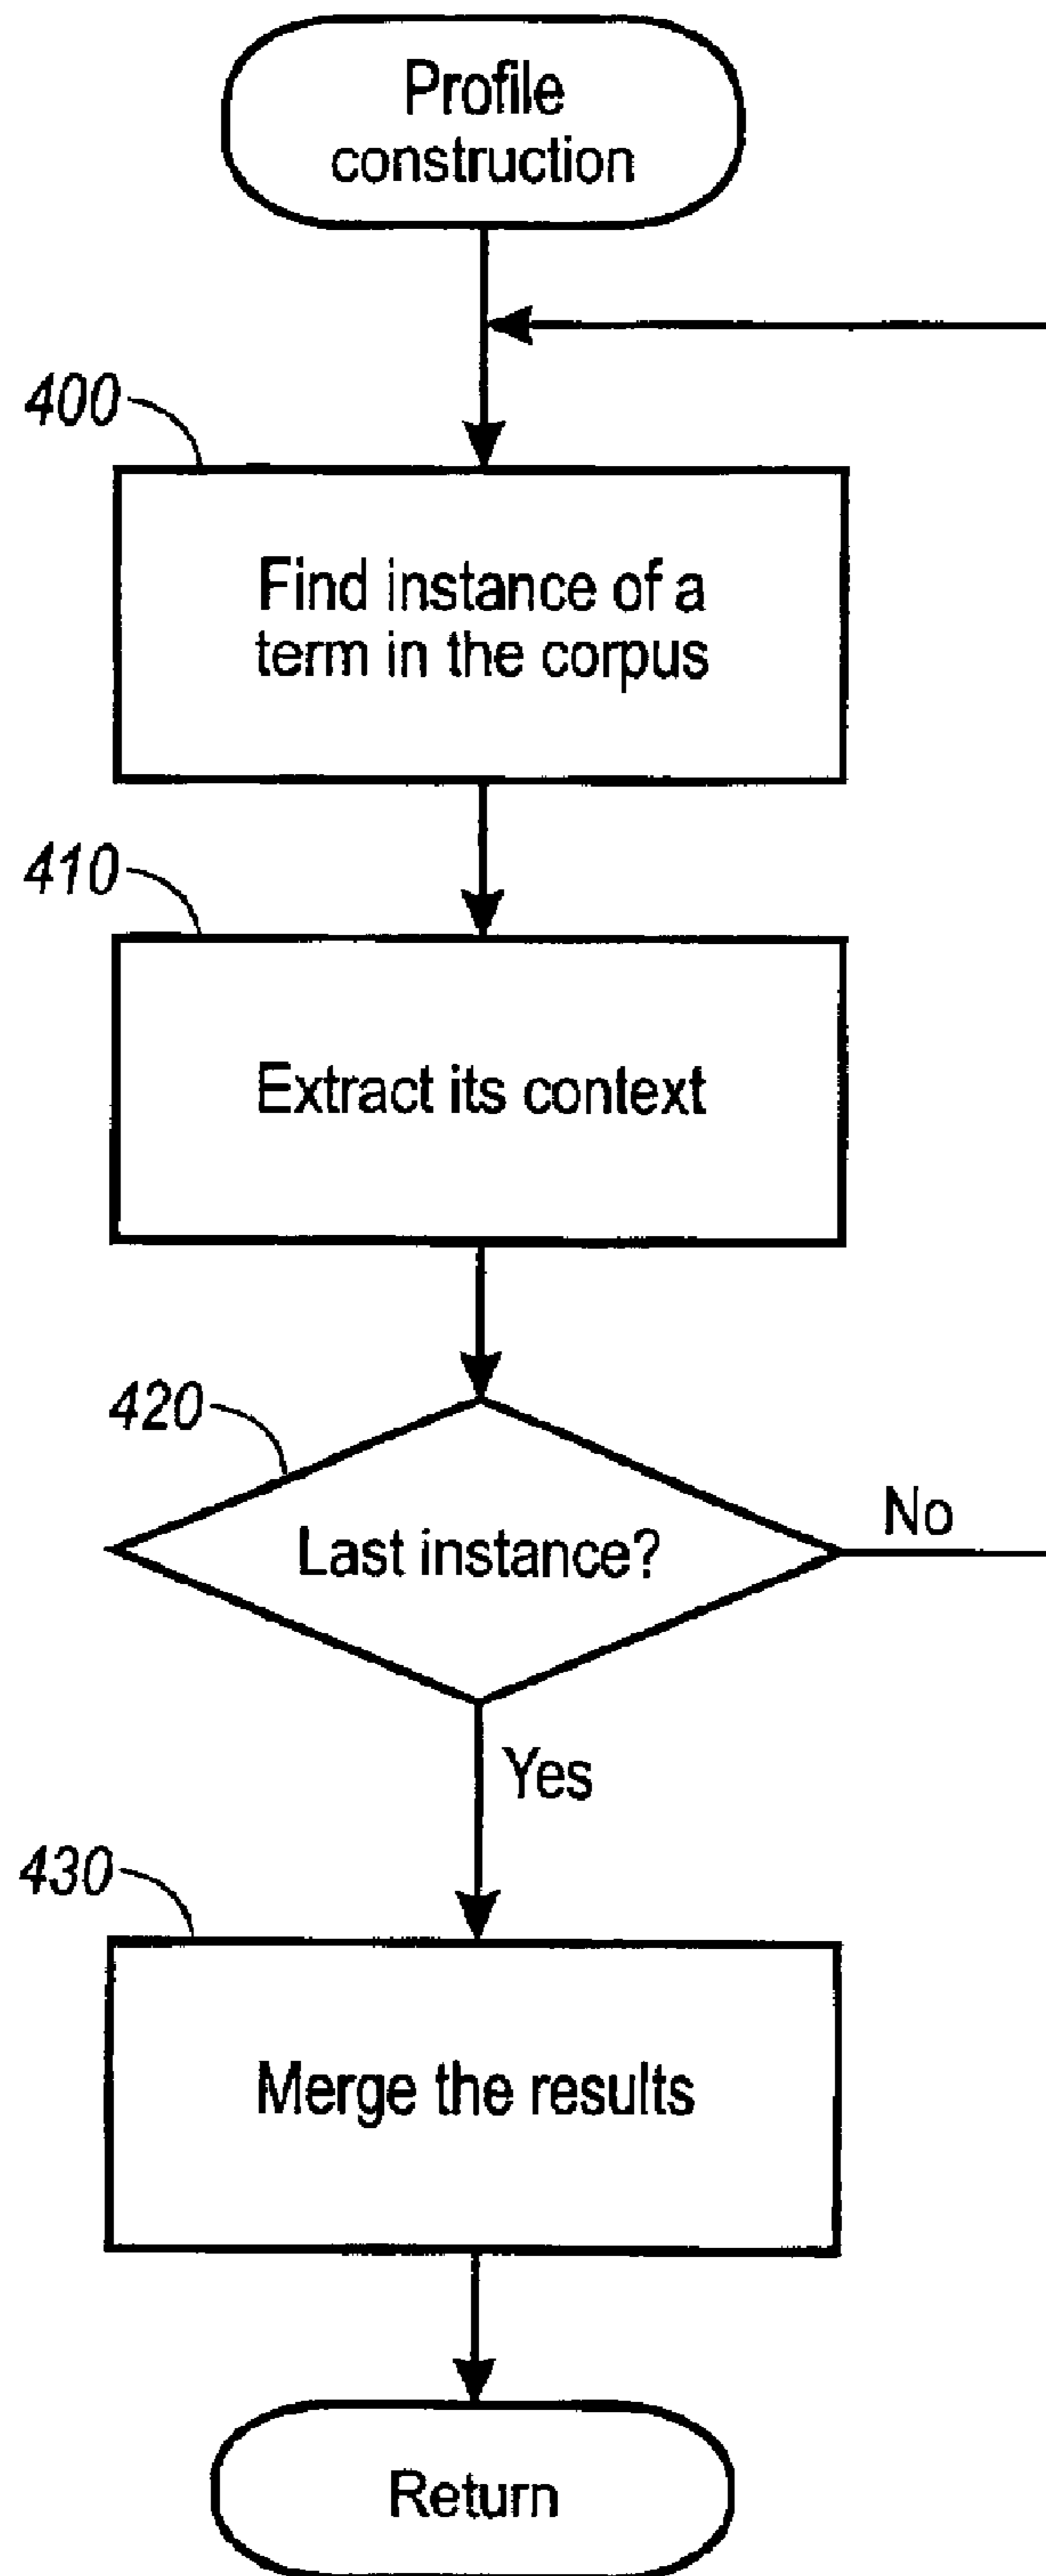 Profile
construction
400
Find instance of a
term in the corpus
410
Extract its context
420
Last instance?
No
Yes
430
Merge the results
Return